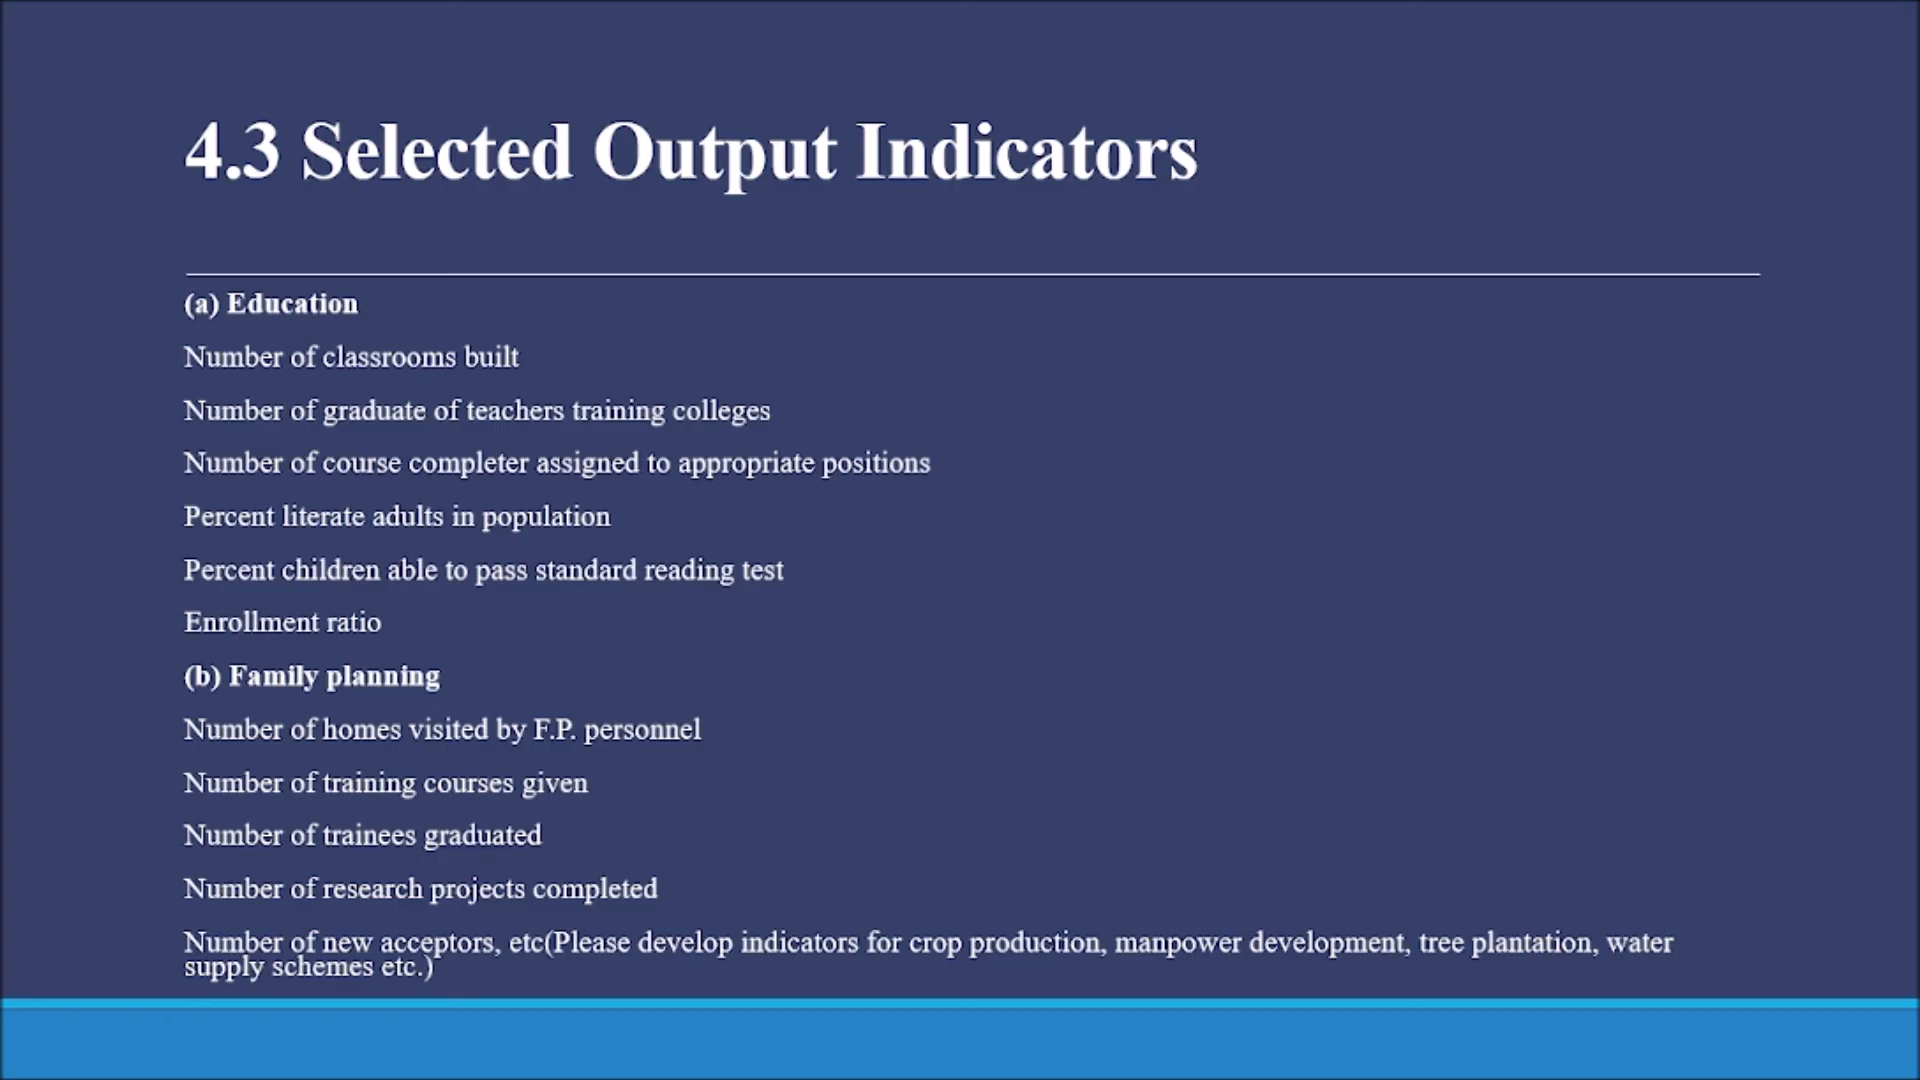 4.3 Selected Output Indicators
(a) Education
Number of classrooms built
Number of graduate of teachers training colleges
Number of course completer assigned to appropriate positions
Percent literate adults in population
Percent children able to pass standard reading test
Enrollment ratio
(b) Family planning
Number of homes visited by F.P. personnel
Number of training courses given
Number of trainees graduated
Number of research projects completed
Number of new acceptors, etc(Please develop indicators for crop production, manpower development, tree plantation, water
supply schemes etc.)